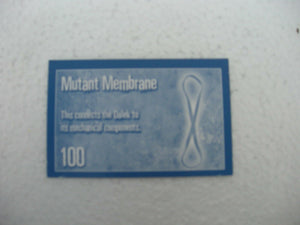 Mutant Membrane
This connects the Dalek to
its mechanical components.
100